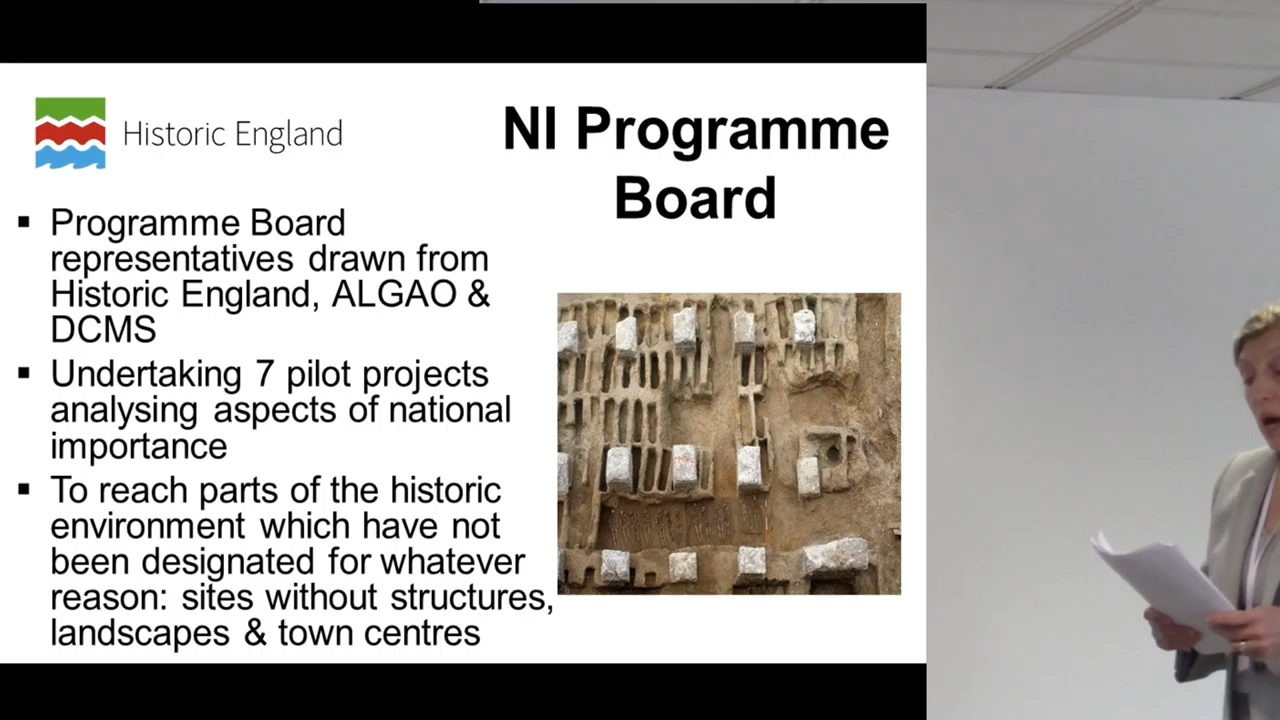 Historic England
NI Programme
Board
▪ Programme Board
representatives drawn from
Historic England, ALGAO &
DCMS
▪ Undertaking 7 pilot projects
analysing aspects of national
importance
▪ To reach parts of the historic
environment which have not
been designated for whatever
reason: sites without structures,
landscapes & town centres